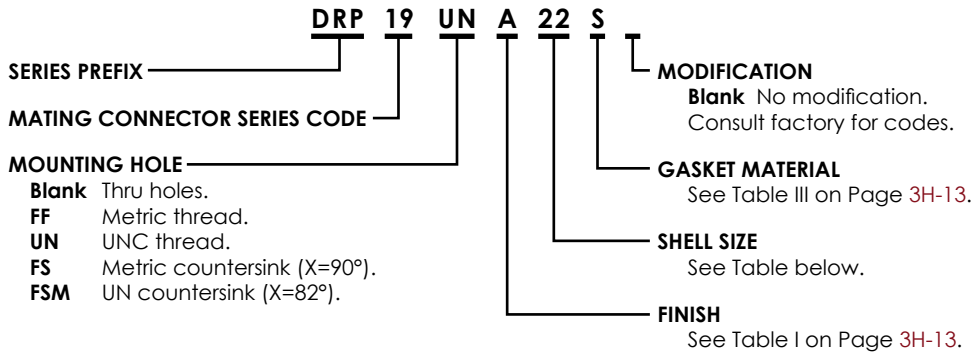 DRP 19 UN A 22 S
SERIES PREFIX
MATING CONNECTOR SERIES CODE
MOUNTING HOLE
Blank Thru holes.
FF Metric thread.
UN UNC thread.
FS Metric countersink (X=90°).
FSM UN countersink (X=82°).
MODIFICATION
Blank No modification.
Consult factory for codes.
GASKET MATERIAL
See Table III on Page 3H-13.
SHELL SIZE
See Table below.
FINISH
See Table I on Page 3H-13.